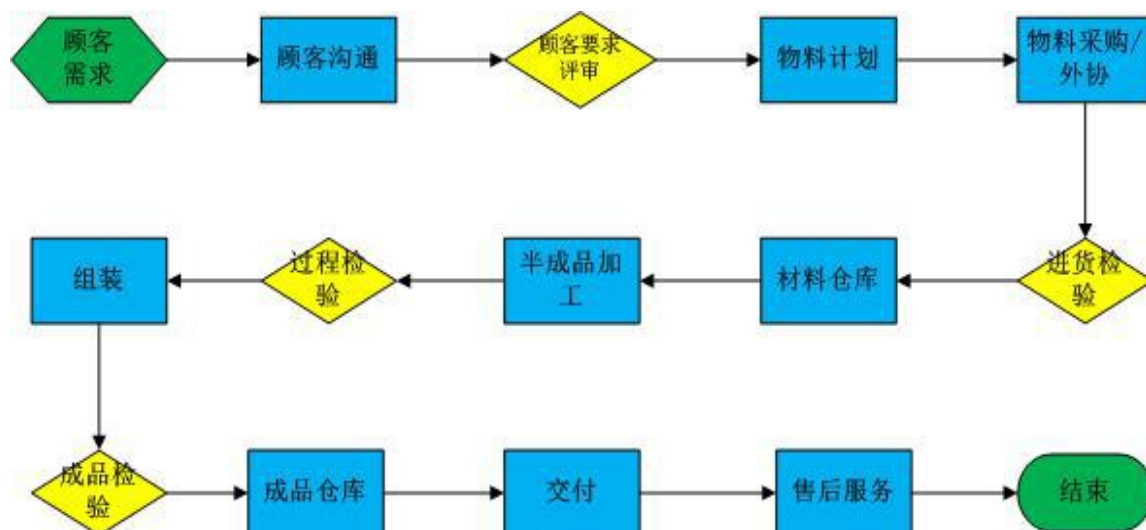 顾客
需求
顾客沟通
顾客要求
评审
物料计划
物料采购/
外协
进货检
验
材料仓库
半成品加
工
过程检
验
组装
成品检
验
成品仓库
交付
售后服务
结束